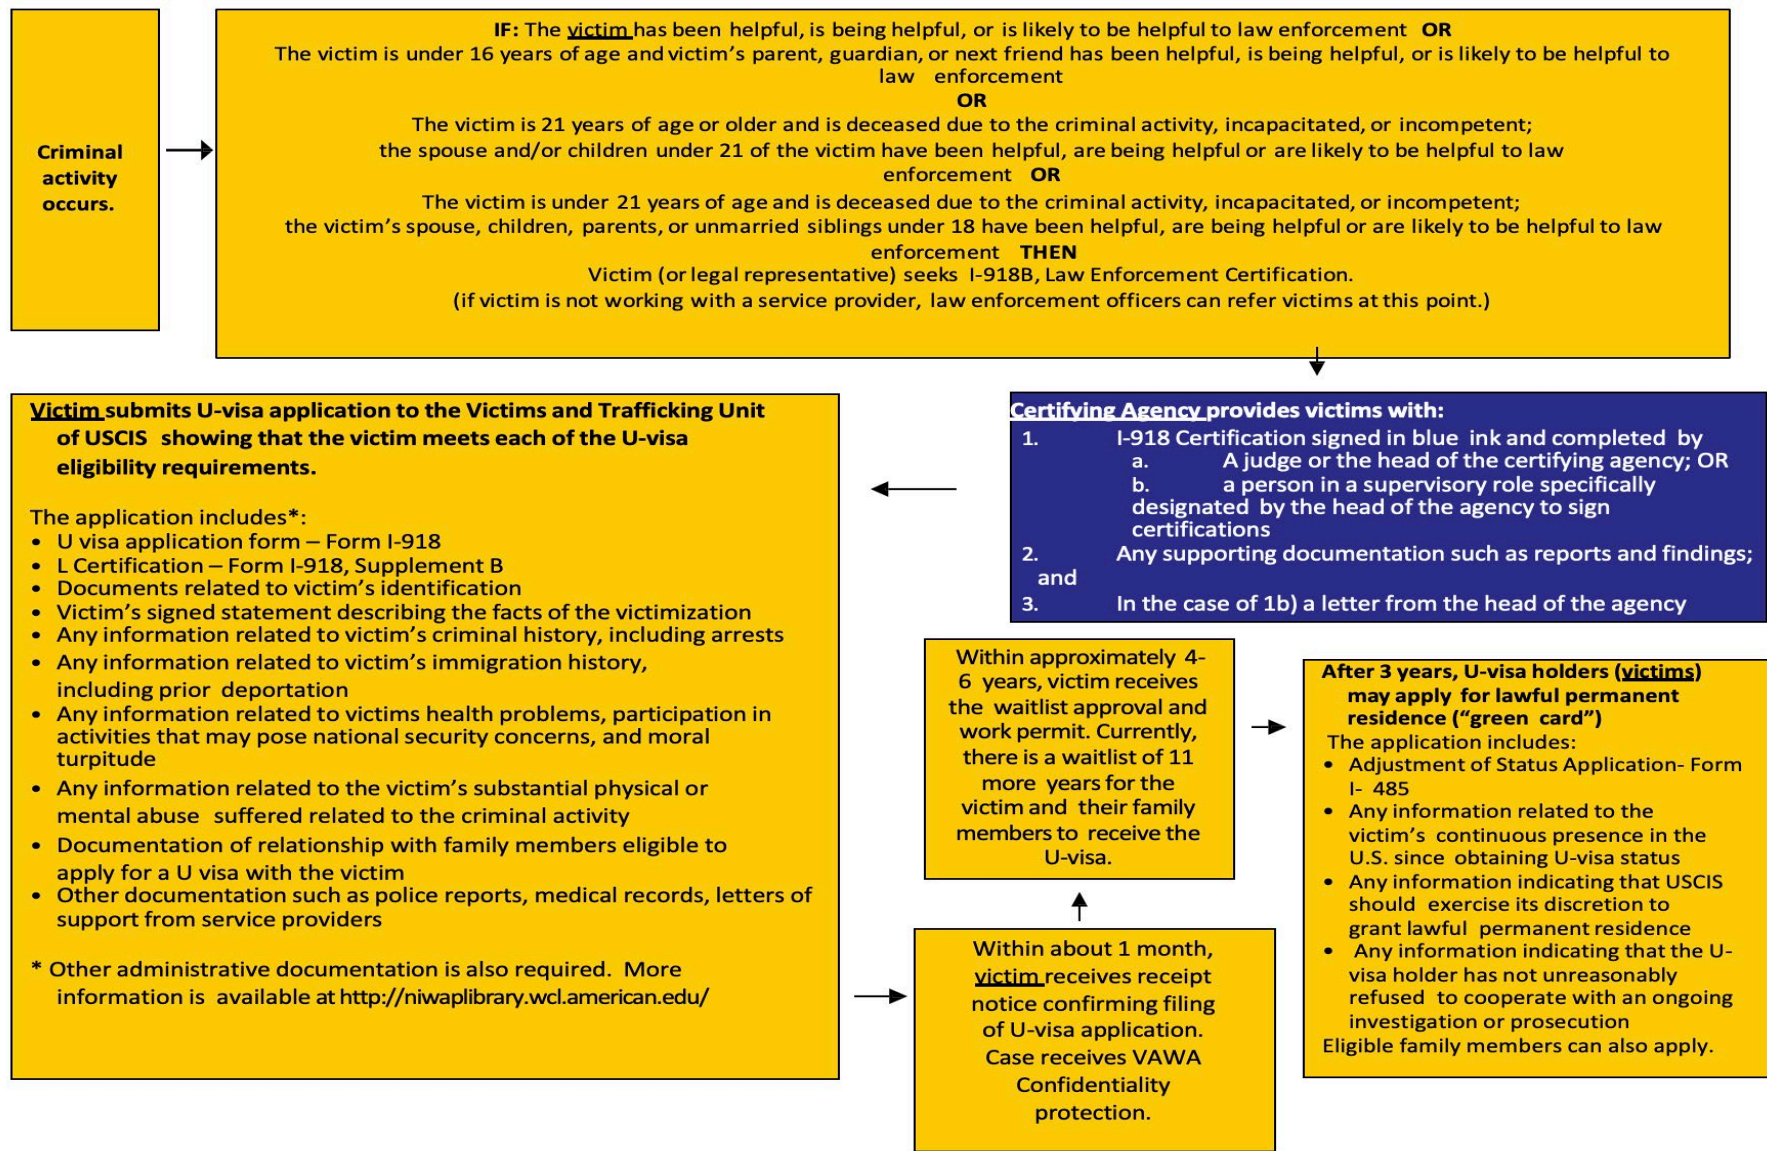 Criminal
activity
occurs.
IF: The victim has been helpful, is being helpful, or is likely to be helpful to law enforcement OR
The victim is under 16 years of age and victim’s parent, guardian, or next friend has been helpful, is being helpful, or is likely to be helpful to
law enforcement
OR
The victim is 21 years of age or older and is deceased due to the criminal activity, incapacitated, or incompetent;
the spouse and/or children under 21 of the victim have been helpful, are being helpful or are likely to be helpful to law
enforcement OR
The victim is under 21 years of age and is deceased due to the criminal activity, incapacitated, or incompetent;
the victim’s spouse, children, parents, or unmarried siblings under 18 have been helpful, are being helpful or are likely to be helpful to law
enforcement THEN
Victim (or legal representative) seeks I-918B, Law Enforcement Certification.
(if victim is not working with a service provider, law enforcement officers can refer victims at this point.)
Certifying Agency provides victims with:
1. I-918 Certification signed in blue ink and completed by
a. A judge or the head of the certifying agency; OR
b. a person in a supervisory role specifically
designated by the head of the agency to sign
certifications
2. Any supporting documentation such as reports and findings;
and
3. In the case of 1b) a letter from the head of the agency
Victim submits U-visa application to the Victims and Trafficking Unit
of USCIS showing that the victim meets each of the U-visa
eligibility requirements.
The application includes*:
• U visa application form – Form I-918
• L Certification – Form I-918, Supplement B
• Documents related to victim’s identification
• Victim’s signed statement describing the facts of the victimization
• Any information related to victim’s criminal history, including arrests
• Any information related to victim’s immigration history,
including prior deportation
• Any information related to victims health problems, participation in
activities that may pose national security concerns, and moral
turpitude
• Any information related to the victim’s substantial physical or
mental abuse suffered related to the criminal activity
• Documentation of relationship with family members eligible to
apply for a U visa with the victim
• Other documentation such as police reports, medical records, letters of
support from service providers
* Other administrative documentation is also required. More
information is available at http://niwaplibrary.wcl.american.edu/
Within about 1 month,
victim receives receipt
notice confirming filing
of U-visa application.
Case receives VAWA
Confidentiality
protection.
Within approximately 4-
6 years, victim receives
the waitlist approval and
work permit. Currently,
there is a waitlist of 11
more years for the
victim and their family
members to receive the
U-visa.
After 3 years, U-visa holders (victims)
may apply for lawful permanent
residence (“green card”)
The application includes:
• Adjustment of Status Application- Form
I- 485
• Any information related to the
victim’s continuous presence in the
U.S. since obtaining U-visa status
• Any information indicating that USCIS
should exercise its discretion to
grant lawful permanent residence
• Any information indicating that the U-
visa holder has not unreasonably
refused to cooperate with an ongoing
investigation or prosecution
Eligible family members can also apply.